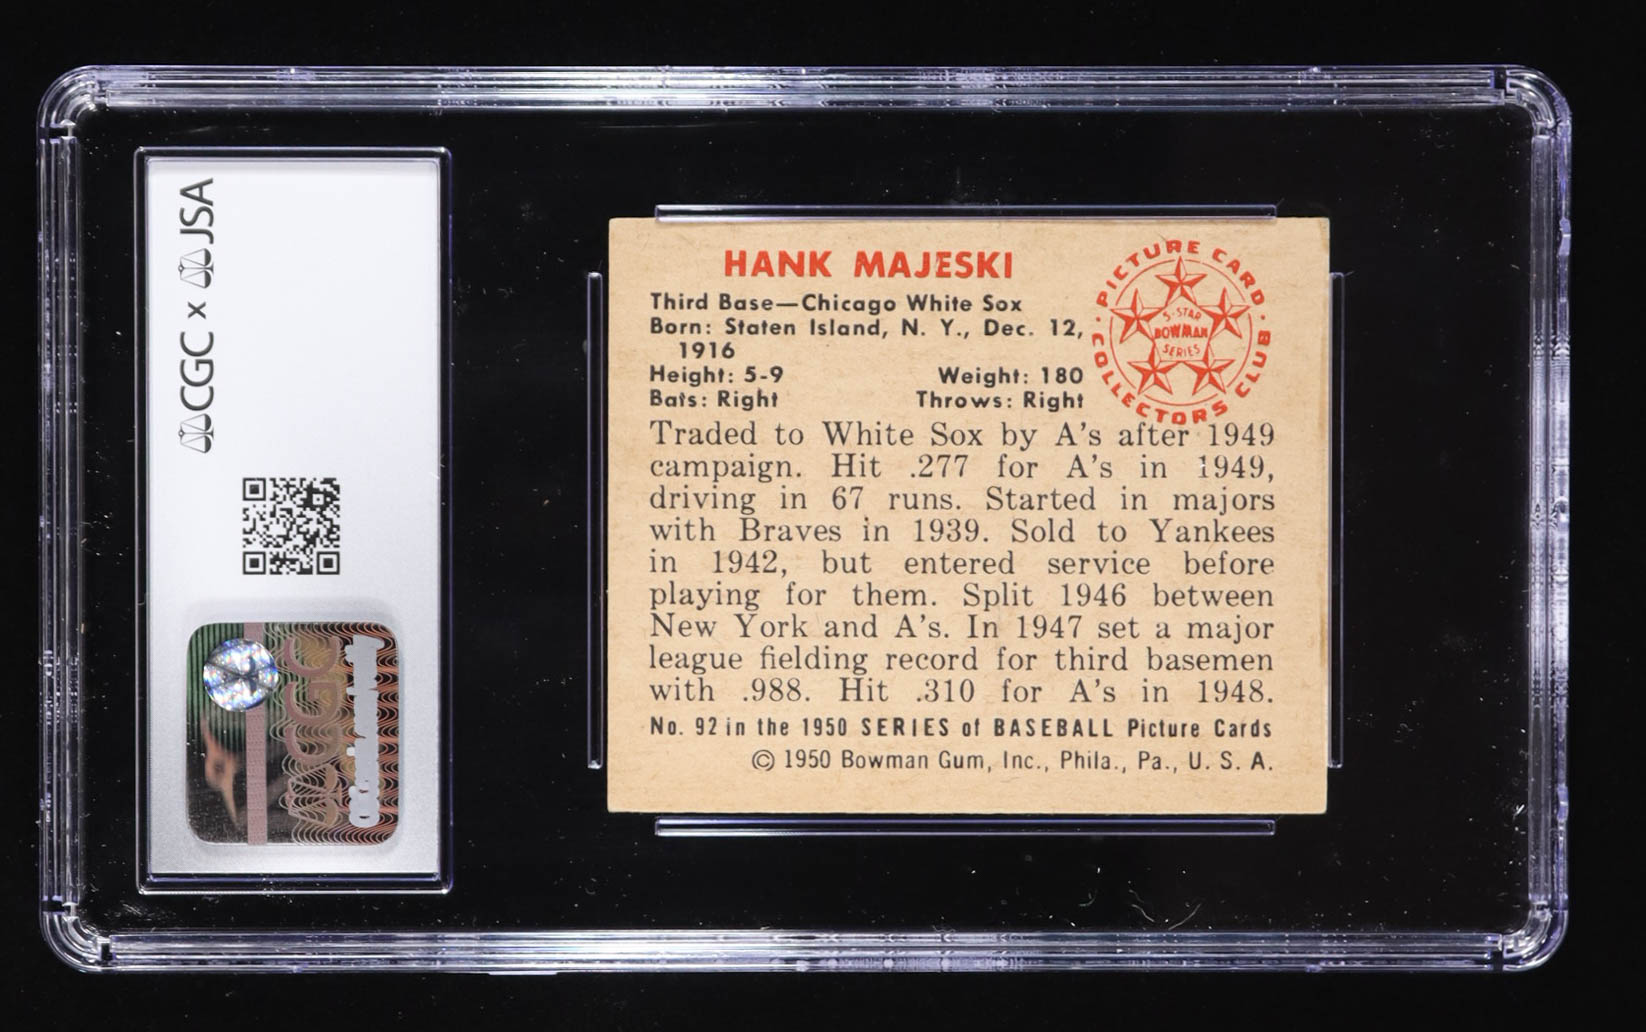 CGC x JSA
CGC
HANK MAJESKI
Third Base—Chicago White Sox
Born: Staten Island, N. Y., Dec. 12,
1916
Height: 5-9 Weight: 180
Bats: Right Throws: Right
PICTURE CARD COLLECTORS CLUB
5-STAR
BOWMAN
SERIES
Traded to White Sox by A's after 1949
campaign. Hit .277 for A's in 1949,
driving in 67 runs. Started in majors
with Braves in 1939. Sold to Yankees
in 1942, but entered service before
playing for them. Split 1946 between
New York and A's. In 1947 set a major
league fielding record for third basemen
with .988. Hit .310 for A's in 1948.
No. 92 in the 1950 SERIES of BASEBALL Picture Cards
© 1950 Bowman Gum, Inc., Phila., Pa., U. S. A.